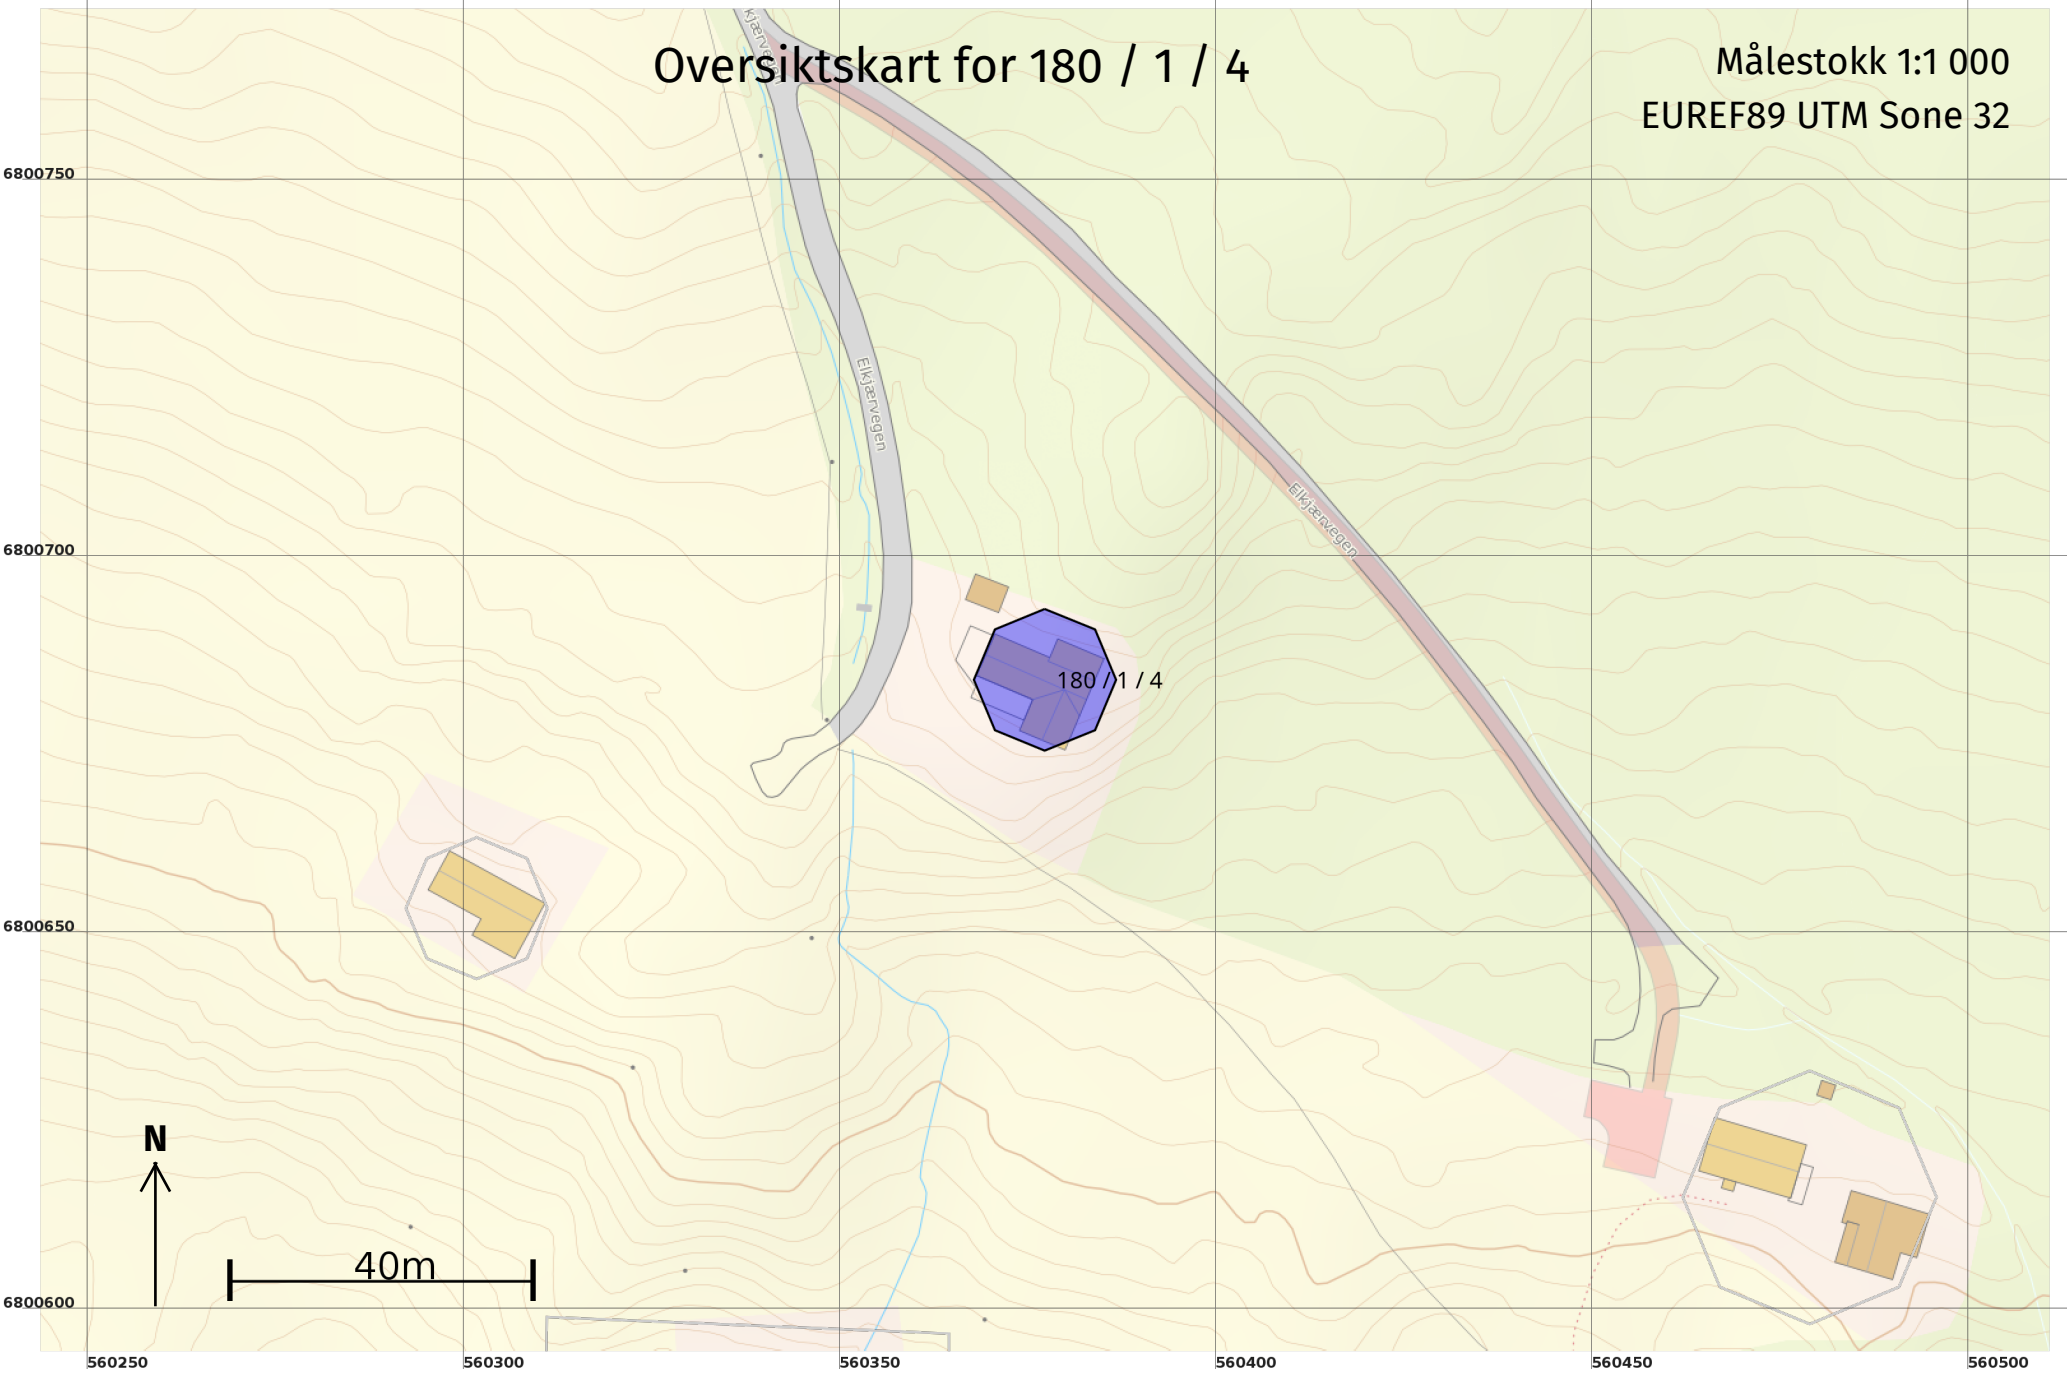 kjærvegen
Oversiktskart for 180 / 1 / 4
Målestokk 1:1 000
EUREF89 UTM Sone 32
6800750
Elkjærvegen
Elkjærvegen
6800700
180 / 1 / 4
6800650
N
40m
6800600
560250
560300
560350
560400
560450
560500